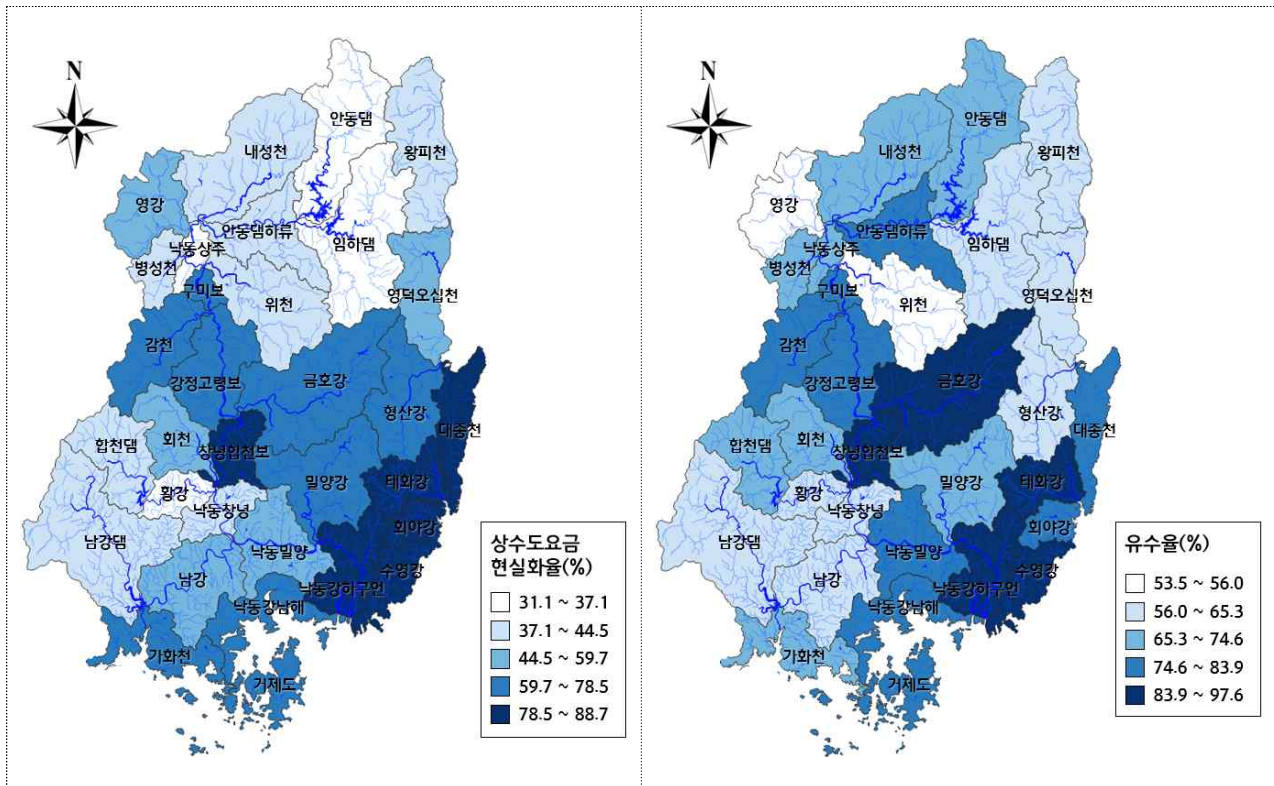 N
안동댐
내성천
왕피천
영강
안동댐하류
낙동상주
임하댐
병성천
구미보
위천
영덕오십천
감천
강정고령보
금호강
형산강
대종천
합천댐
회천
창녕합천보
밀양강
태화강
황강
낙동창녕
회야강
남강댐
낙동밀양
수영강
남강
낙동강하구언
낙동강남해
가화천
거제도
상수도요금
현실화율(%)
31.1 ~ 37.1
37.1 ~ 44.5
44.5 ~ 59.7
59.7 ~ 78.5
78.5 ~ 88.7
N
안동댐
내성천
왕피천
영강
안동댐하류
낙동상주
임하댐
병성천
구미보
위천
영덕오십천
감천
강정고령보
금호강
형산강
대종천
합천댐
회천
창녕합천보
밀양강
태화강
황강
낙동창녕
회야강
남강댐
낙동밀양
수영강
남강
낙동강하구언
낙동강남해
가화천
거제도
유수율(%)
53.5 ~ 56.0
56.0 ~ 65.3
65.3 ~ 74.6
74.6 ~ 83.9
83.9 ~ 97.6